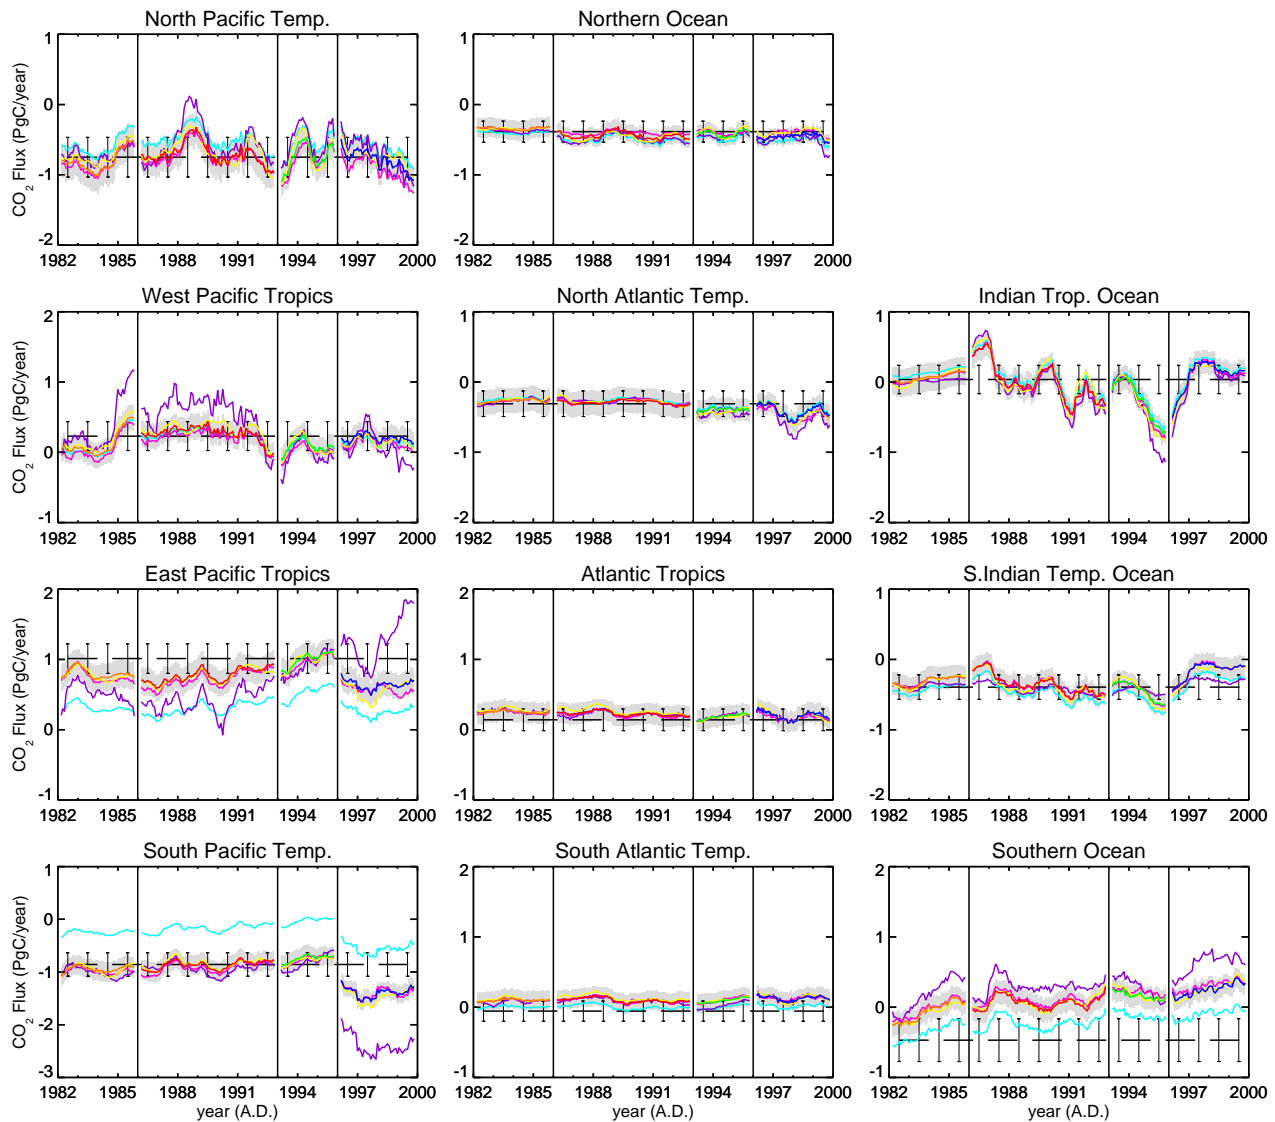 North Pacific Temp.
Northern Ocean
CO2 Flux (PgC/year)
1
0
-1
-2
1982 1985 1988 1991 1994 1997 2000
1
0
-1
-2
1982 1985 1988 1991 1994 1997 2000
West Pacific Tropics
North Atlantic Temp.
Indian Trop. Ocean
CO2 Flux (PgC/year)
2
1
0
-1
1982 1985 1988 1991 1994 1997 2000
1
0
-1
-2
1982 1985 1988 1991 1994 1997 2000
1
0
-1
-2
1982 1985 1988 1991 1994 1997 2000
East Pacific Tropics
Atlantic Tropics
S.Indian Temp. Ocean
CO2 Flux (PgC/year)
2
1
0
-1
1982 1985 1988 1991 1994 1997 2000
2
1
0
-1
1982 1985 1988 1991 1994 1997 2000
1
0
-1
-2
1982 1985 1988 1991 1994 1997 2000
South Pacific Temp.
South Atlantic Temp.
Southern Ocean
CO2 Flux (PgC/year)
1
0
-1
-2
-3
1982 1985 1988 1991 1994 1997 2000
year (A.D.)
2
1
0
-1
1982 1985 1988 1991 1994 1997 2000
year (A.D.)
2
1
0
-1
1982 1985 1988 1991 1994 1997 2000
year (A.D.)